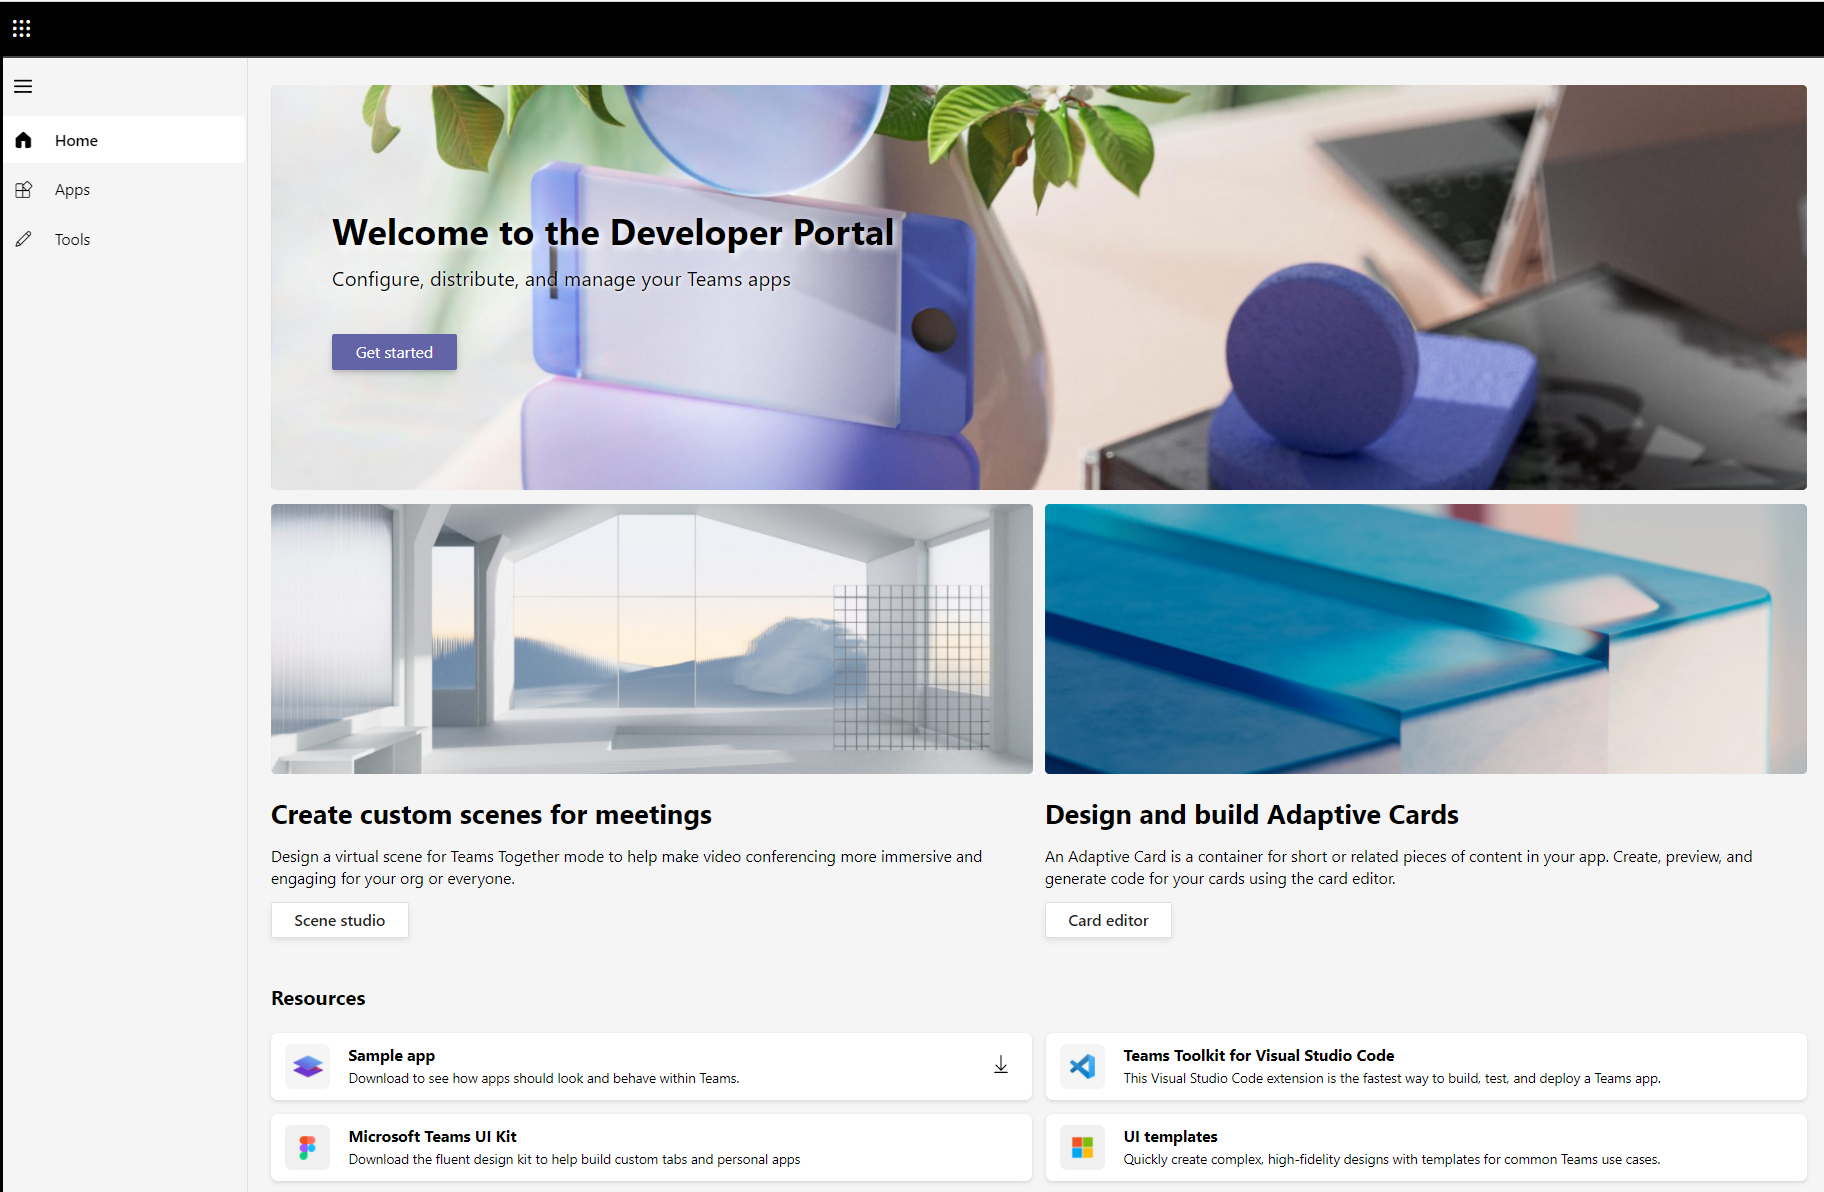 Home
Apps
Tools
Welcome to the Developer Portal
Configure, distribute, and manage your Teams apps
Get started
Create custom scenes for meetings
Design a virtual scene for Teams Together mode to help make video conferencing more immersive and
engaging for your org or everyone.
Scene studio
Design and build Adaptive Cards
An Adaptive Card is a container for short or related pieces of content in your app. Create, preview, and
generate code for your cards using the card editor.
Card editor
Resources
Sample app
Download to see how apps should look and behave within Teams.
Teams Toolkit for Visual Studio Code
This Visual Studio Code extension is the fastest way to build, test, and deploy a Teams app.
Microsoft Teams UI Kit
Download the fluent design kit to help build custom tabs and personal apps
UI templates
Quickly create complex, high-fidelity designs with templates for common Teams use cases.